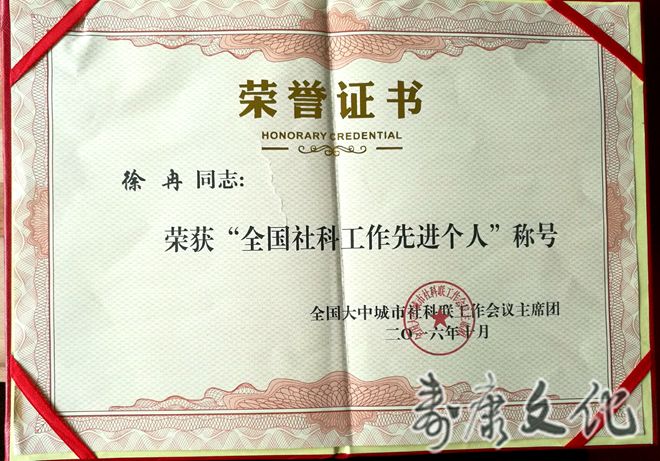 荣誉证书
HONORARY CREDENTIAL
徐 冉 同志:
荣获“全国社科工作先进个人”称号
全国大中城市社科联工作会议主席团
二〇一六年十月
寿康文化